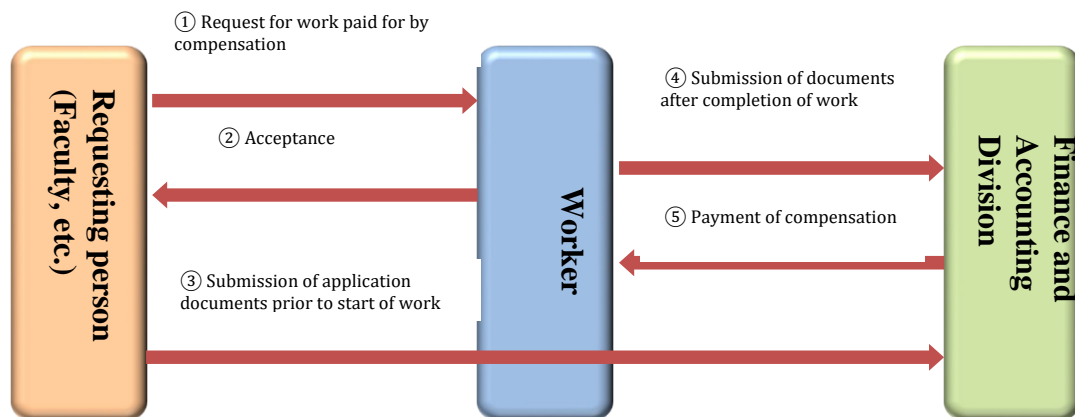 ① Request for work paid for by
compensation
② Acceptance
③ Submission of application
documents prior to start of work
④ Submission of documents
after completion of work
⑤ Payment of compensation
Requesting person
(Faculty, etc.)
Worker
Finance and
Accounting
Division